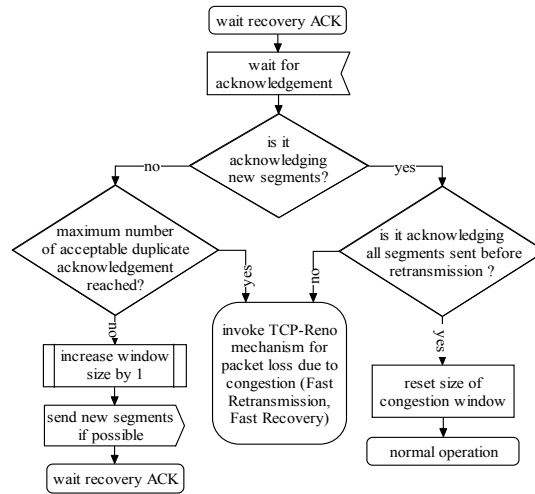 wait recovery ACK
wait for
acknowledgement
is it
acknowledging
new segments?
no
yes
maximum number
of acceptable duplicate
acknowledgement
reached?
is it acknowledging
all segments sent before
retransmission ?
yes
no
no
yes
increase window
size by 1
invoke TCP-Reno
mechanism for
packet loss due to
congestion (Fast
Retransmission,
Fast Recovery)
reset size of
congestion window
send new segments
if possible
normal operation
wait recovery ACK